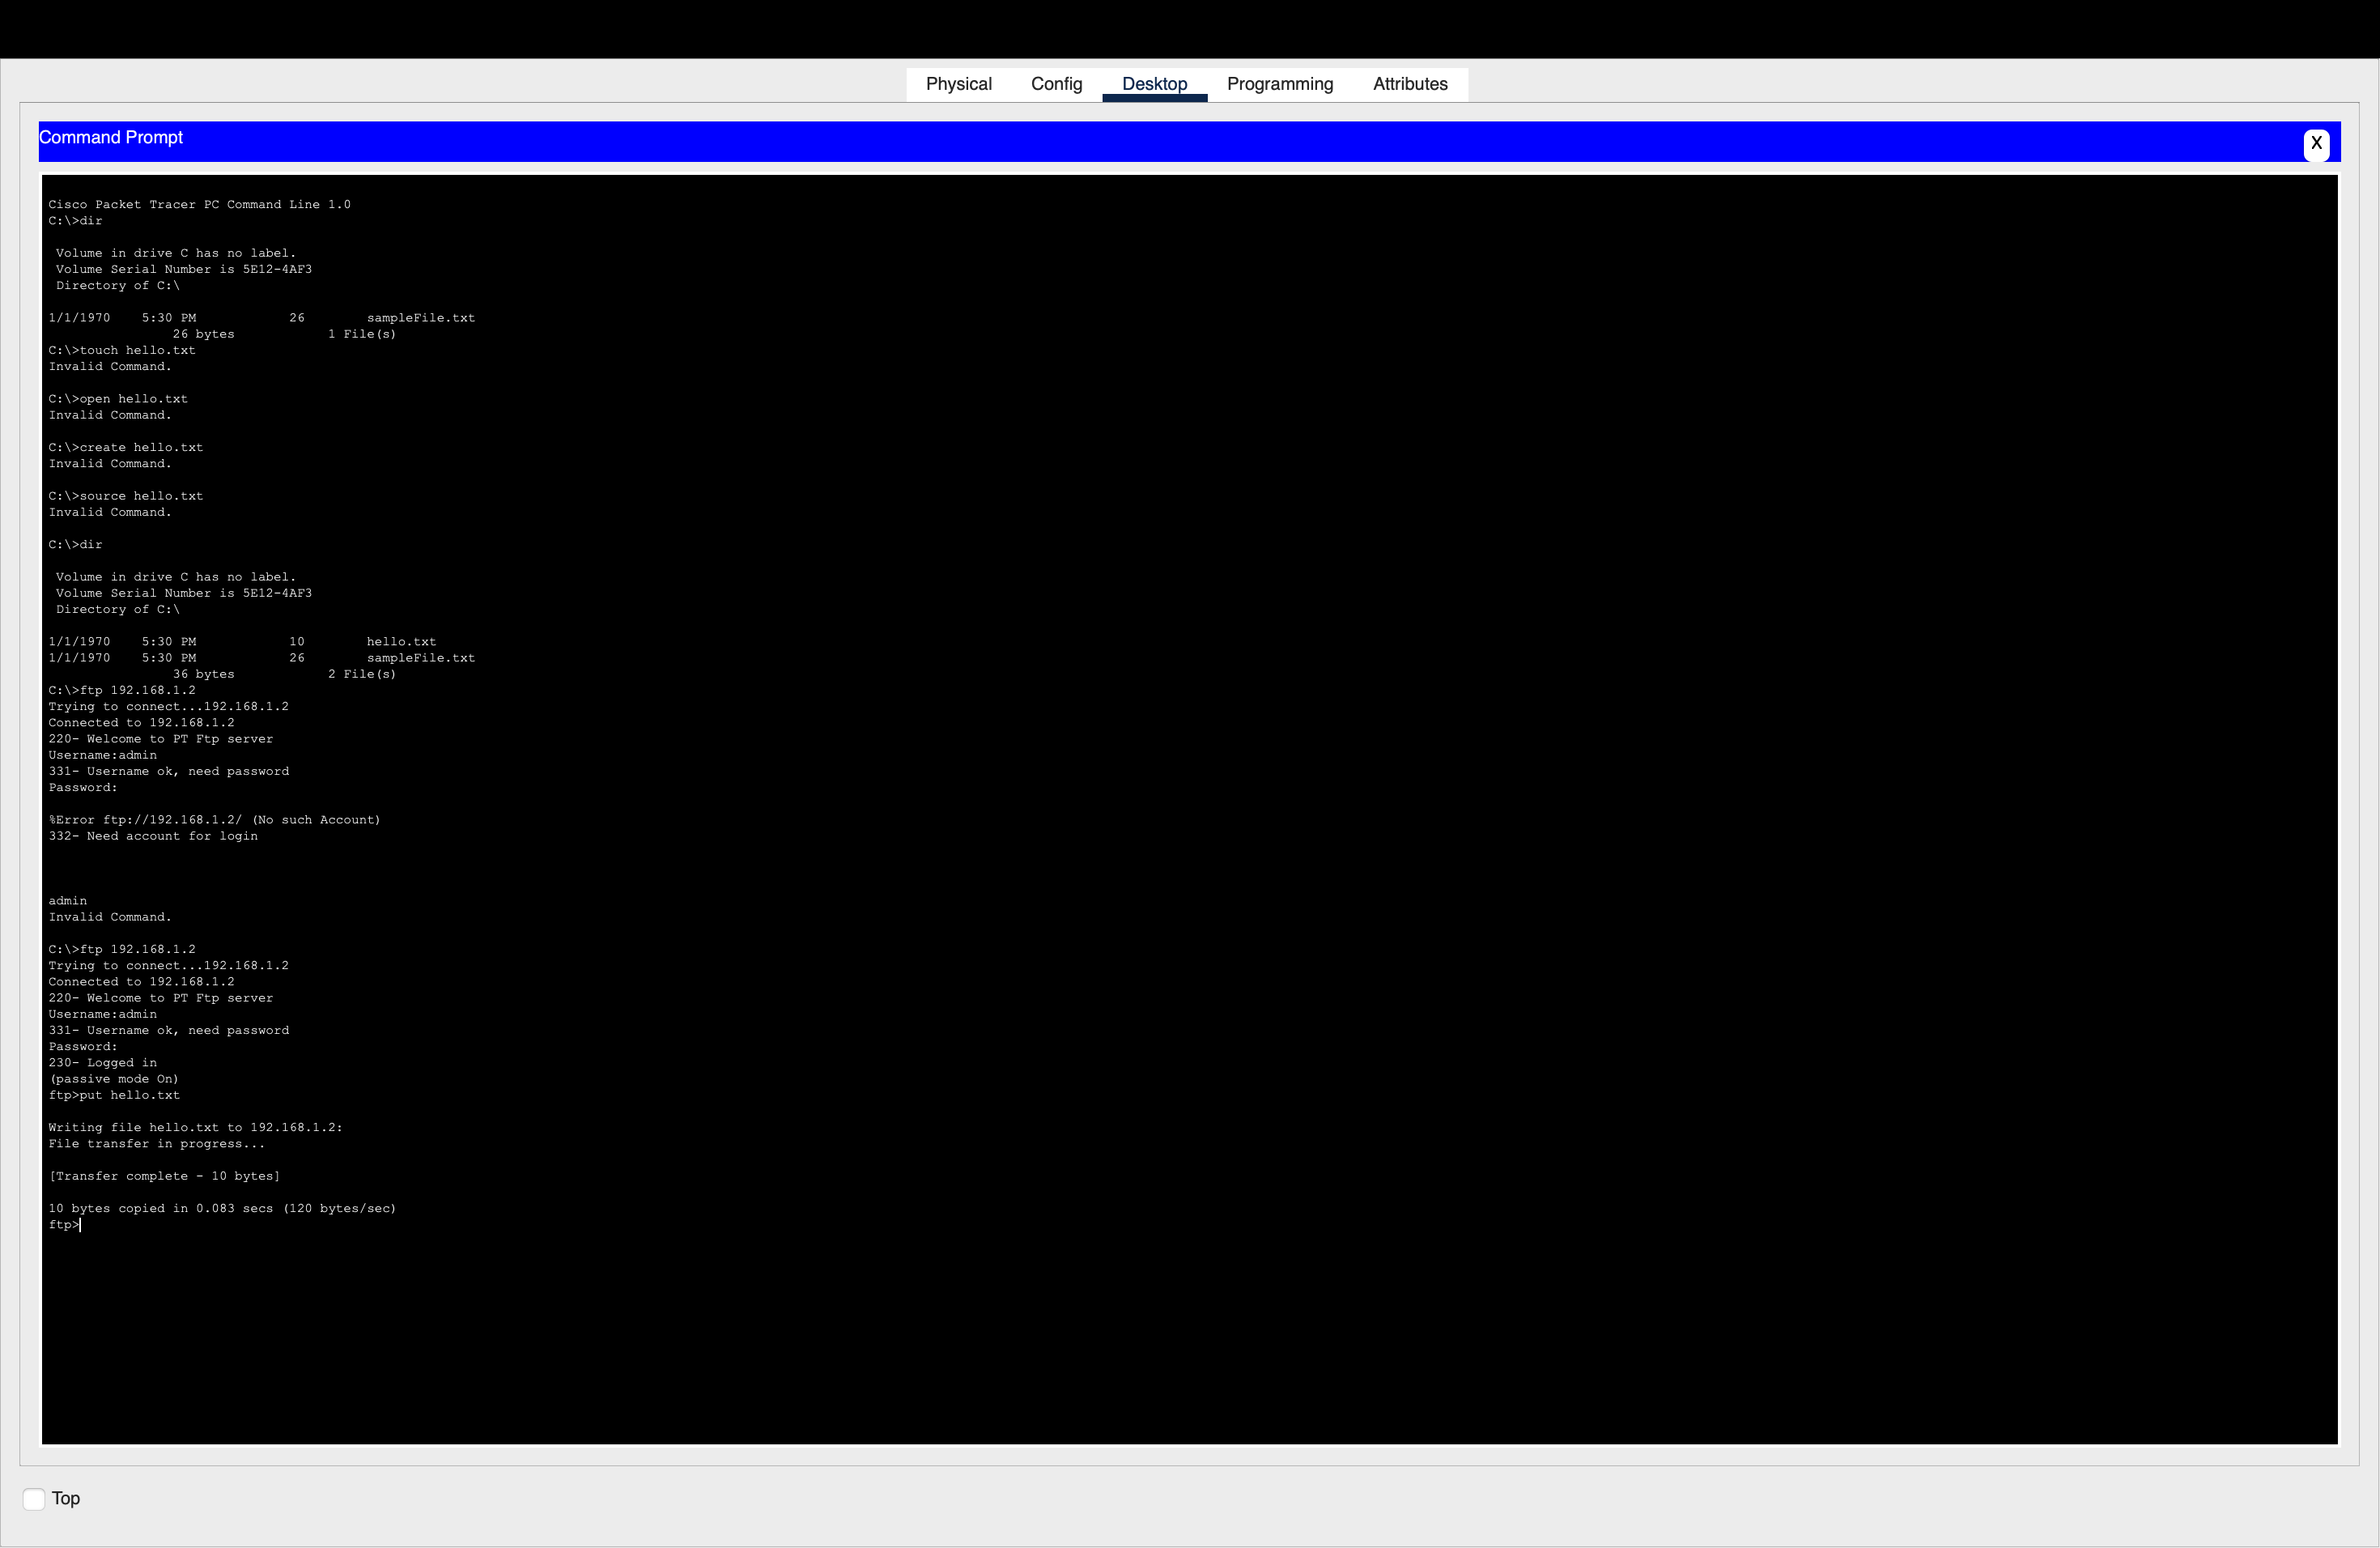 Physical Config Desktop Programming Attributes
Command Prompt
X
Cisco Packet Tracer PC Command Line 1.0
C:\>dir
Volume in drive C has no label.
Volume Serial Number is 5E12-4AF3
Directory of C:\
1/1/1970 5:30 PM 26 sampleFile.txt
26 bytes 1 File(s)
C:\>touch hello.txt
Invalid Command.
C:\>open hello.txt
Invalid Command.
C:\>create hello.txt
Invalid Command.
C:\>source hello.txt
Invalid Command.
C:\>dir
Volume in drive C has no label.
Volume Serial Number is 5E12-4AF3
Directory of C:\
1/1/1970 5:30 PM 10 hello.txt
1/1/1970 5:30 PM 26 sampleFile.txt
36 bytes 2 File(s)
C:\>ftp 192.168.1.2
Trying to connect...192.168.1.2
Connected to 192.168.1.2
220- Welcome to PT Ftp server
Username:admin
331- Username ok, need password
Password:
%Error ftp://192.168.1.2/ (No such Account)
332- Need account for login
admin
Invalid Command.
C:\>ftp 192.168.1.2
Trying to connect...192.168.1.2
Connected to 192.168.1.2
220- Welcome to PT Ftp server
Username:admin
331- Username ok, need password
Password:
230- Logged in
(passive mode On)
ftp>put hello.txt
Writing file hello.txt to 192.168.1.2:
File transfer in progress...
[Transfer complete - 10 bytes]
10 bytes copied in 0.083 secs (120 bytes/sec)
ftp>
Top